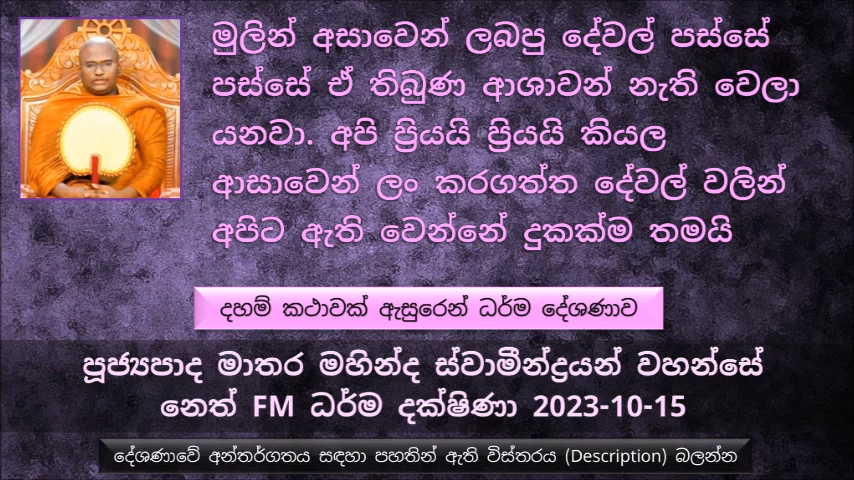 මුලින් අසාවෙන් ලබපු දේවල් පස්සේ
පස්සේ ඒ තිබුණ ආශාවන් නැති වෙලා
යනවා. අපි ප්‍රියයි ප්‍රියයි කියල
ආසාවෙන් ලං කරගත්ත දේවල් වලින්
අපිට ඇති වෙන්නේ දුකක්ම තමයි
දහම් කථාවක් ඇසුරෙන් ධර්ම දේශණාව
පූජ්‍යපාද මාතර මහින්ද ස්වාමීන්ද්‍රයන් වහන්සේ
නෙත් FM ධර්ම දක්ෂිණා 2023-10-15
දේශණාවේ අන්තර්ගතය සඳහා පහතින් ඇති විස්තරය (Description) බලන්න